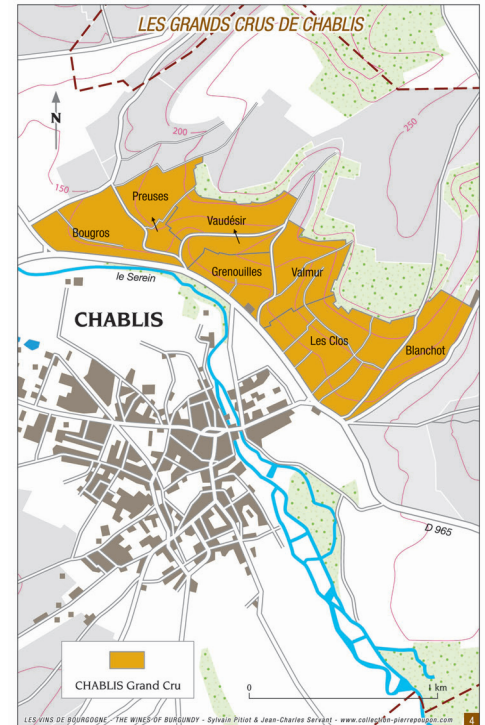 LES GRANDS CRUS DE CHABLIS
N
200
250
150
Preuses
Vaudésir
Bougros
Grenouilles
Valmur
le Serein
CHABLIS
Les Clos
Blanchot
D 965
CHABLIS Grand Cru
0 1 km
LES VINS DE BOURGOGNE / THE WINES OF BURGUNDY - Sylvain Pitiot & Jean-Charles Servant - www.collection-pierrepoupon.com 4